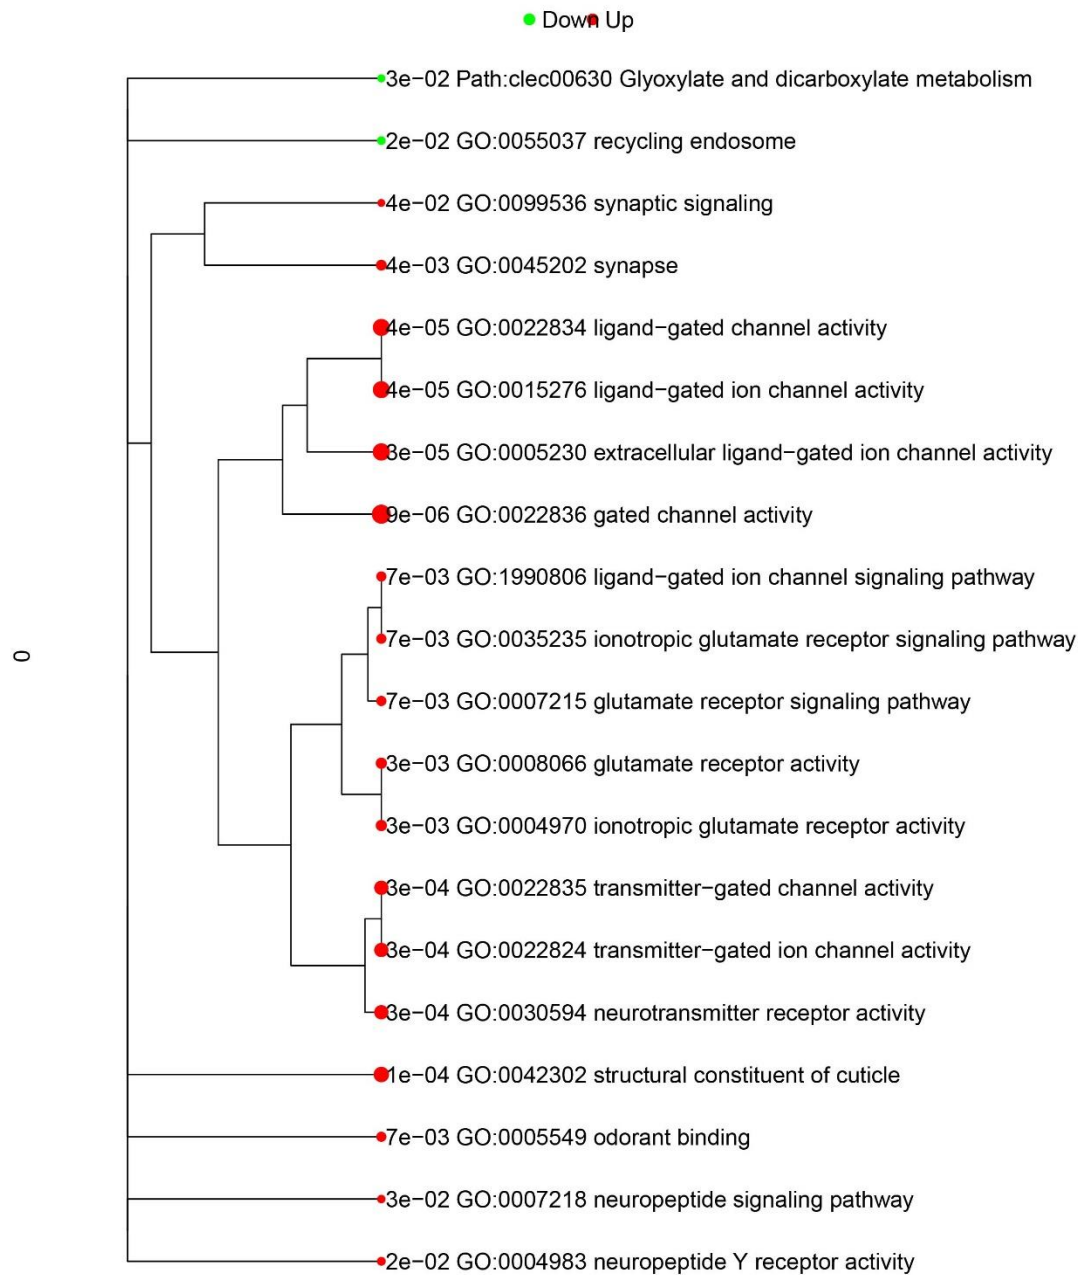 Down Up
3e−02 Path:clec00630 Glyoxylate and dicarboxylate metabolism
2e−02 GO:0055037 recycling endosome
4e−02 GO:0099536 synaptic signaling
4e−03 GO:0045202 synapse
4e−05 GO:0022834 ligand−gated channel activity
4e−05 GO:0015276 ligand−gated ion channel activity
3e−05 GO:0005230 extracellular ligand−gated ion channel activity
9e−06 GO:0022836 gated channel activity
7e−03 GO:1990806 ligand−gated ion channel signaling pathway
7e−03 GO:0035235 ionotropic glutamate receptor signaling pathway
0
7e−03 GO:0007215 glutamate receptor signaling pathway
3e−03 GO:0008066 glutamate receptor activity
3e−03 GO:0004970 ionotropic glutamate receptor activity
3e−04 GO:0022835 transmitter−gated channel activity
3e−04 GO:0022824 transmitter−gated ion channel activity
3e−04 GO:0030594 neurotransmitter receptor activity
1e−04 GO:0042302 structural constituent of cuticle
7e−03 GO:0005549 odorant binding
3e−02 GO:0007218 neuropeptide signaling pathway
2e−02 GO:0004983 neuropeptide Y receptor activity